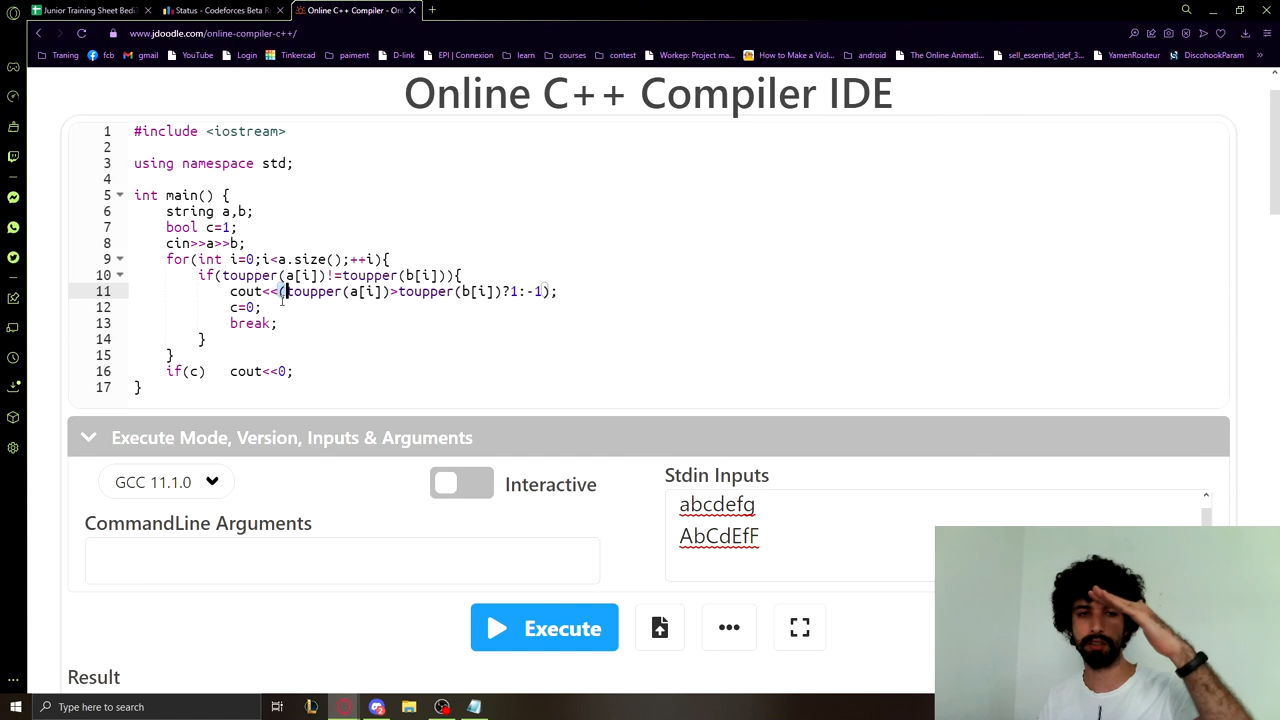 Junior Training Sheet Bedi
Status - Codeforces Beta R
Online C++ Compiler - On
www.jdoodle.com/online-compiler-c++/
Traning
fcb
gmail
YouTube
Login
Tinkercad
paiment
D-link
EPI | Connexion
learn
courses
contest
Workep: Project ma...
How to Make a Viol...
android
The Online Animati...
sell_essentiel_idef_3...
YamenRouteur
DiscohookParam
Online C++ Compiler IDE
1 #include <iostream>
2
3 using namespace std;
4
5 int main() {
6 string a,b;
7 bool c=1;
8 cin>>a>>b;
9 for(int i=0;i<a.size();++i){
10 if(toupper(a[i])!=toupper(b[i])){
11 cout<<(toupper(a[i])>toupper(b[i])?1:-1);
12 c=0;
13 break;
14 }
15 }
16 if(c) cout<<0;
17 }
Execute Mode, Version, Inputs & Arguments
GCC 11.1.0
Interactive
Stdin Inputs
abcdefg
AbCdEfF
CommandLine Arguments
Execute
Result
Type here to search